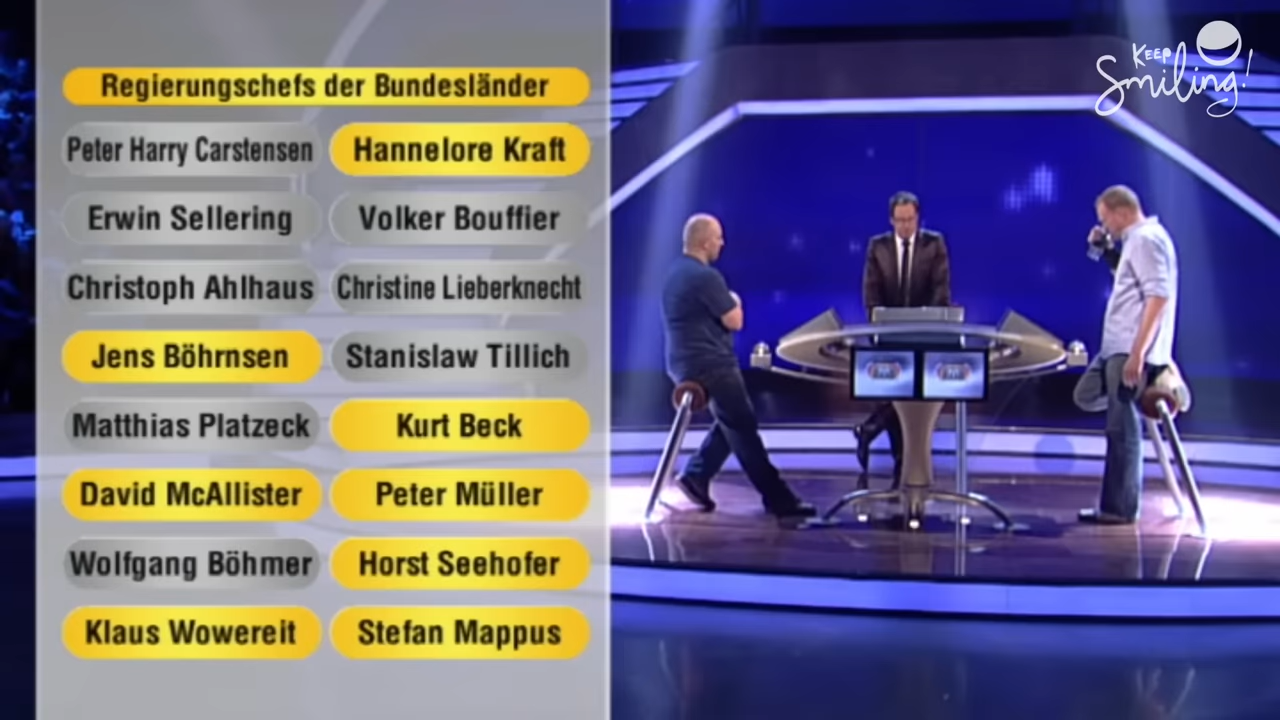 Regierungschefs der Bundesländer
Peter Harry Carstensen
Hannelore Kraft
Erwin Sellering
Volker Bouffier
Christoph Ahlhaus
Christine Lieberknecht
Jens Böhrnsen
Stanislaw Tillich
Matthias Platzeck
Kurt Beck
David McAllister
Peter Müller
Wolfgang Böhmer
Horst Seehofer
Klaus Wowereit
Stefan Mappus
KEEP
Smiling!